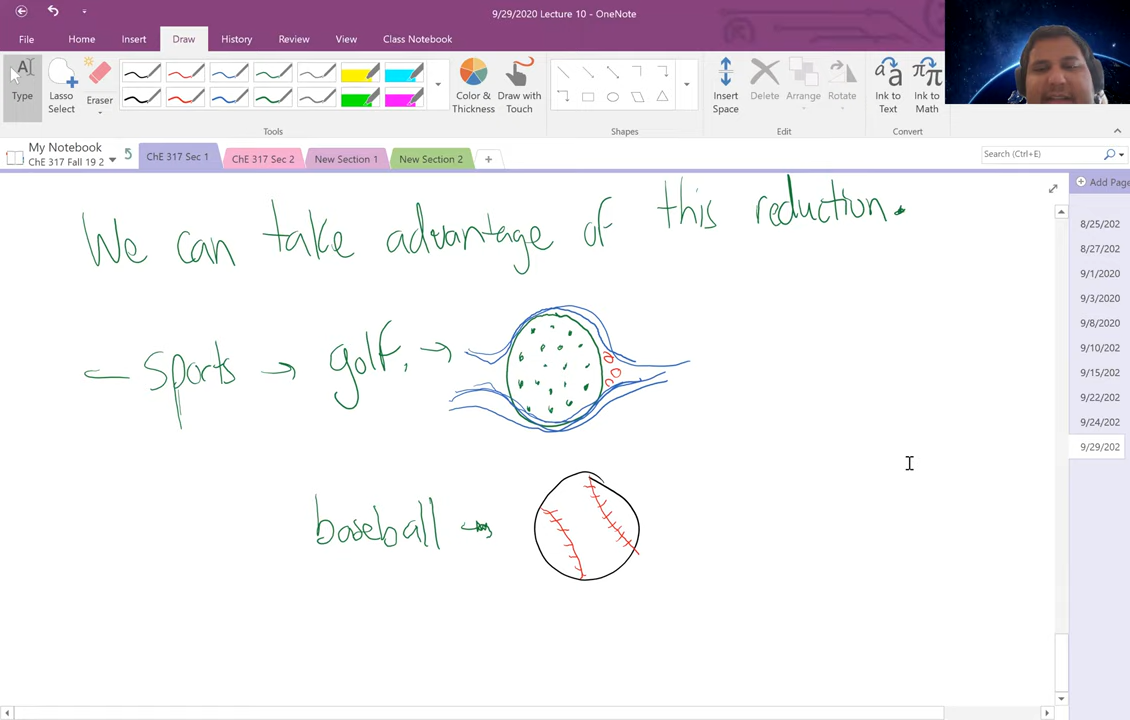 9/29/2020 Lecture 10 - OneNote
File Home Insert Draw History Review View Class Notebook
Type
Lasso Select
Eraser
Color & Thickness
Draw with Touch
Insert Space
Delete
Arrange
Rotate
Ink to Text
Ink to Math
Tools
Shapes
Edit
Convert
My Notebook
ChE 317 Fall 19 2
ChE 317 Sec 1
ChE 317 Sec 2
New Section 1
New Section 2
+
Search (Ctrl+E)
Add Page
8/25/202
8/27/202
9/1/2020
9/3/2020
9/8/2020
9/10/202
9/15/202
9/22/202
9/24/202
9/29/202
We can take advantage of this reduction.
— sports → golf, →
baseball →